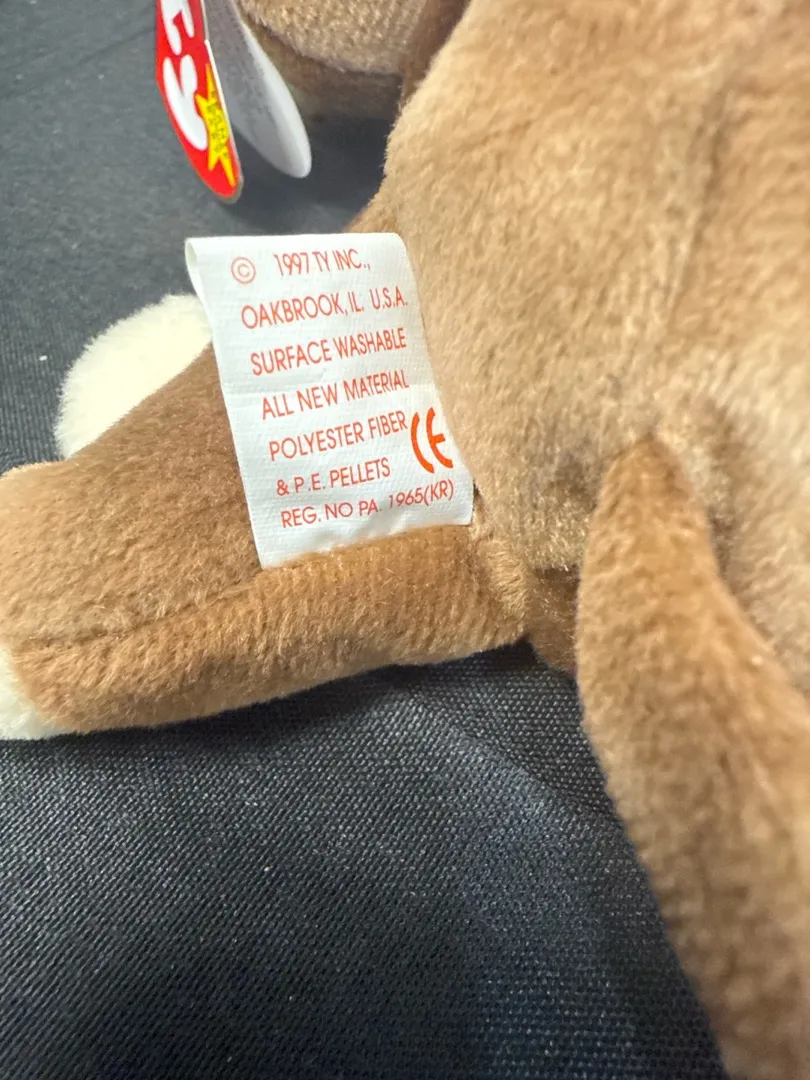 ty
© 1997 TY INC.,
OAKBROOK, IL. U.S.A.
SURFACE WASHABLE
ALL NEW MATERIAL
POLYESTER FIBER
& P.E. PELLETS CE
REG. NO PA. 1965(KR)